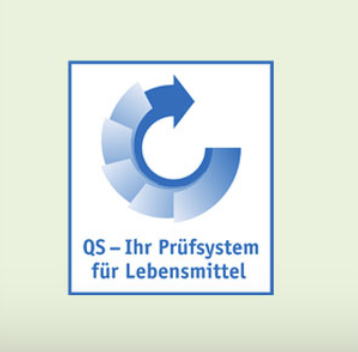 QS – Ihr Prüfsystem
für Lebensmittel